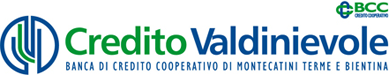 BCC
CREDITO COOPERATIVO
Credito Valdinievole
BANCA DI CREDITO COOPERATIVO DI MONTECATINI TERME E BIENTINA